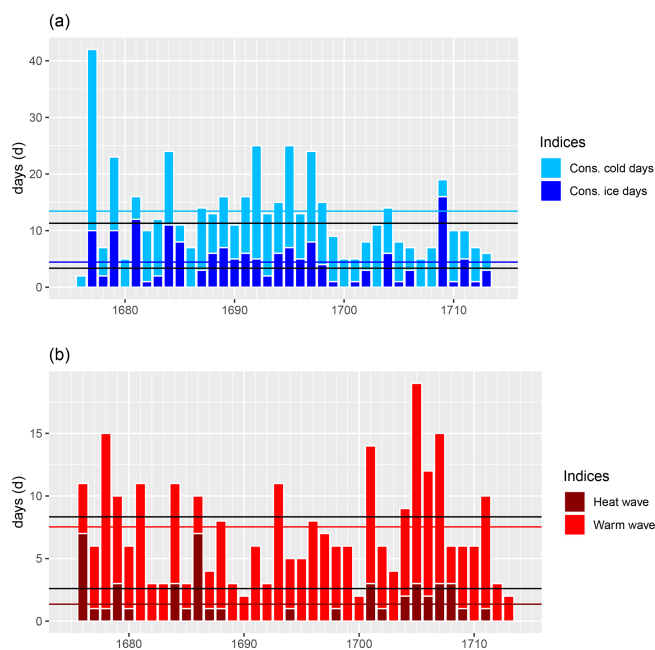 (a)
40
30
20
10
0
days (d)
1680
1690
1700
1710
Indices
Cons. cold days
Cons. ice days
(b)
15
10
5
0
days (d)
1680
1690
1700
1710
Indices
Heat wave
Warm wave